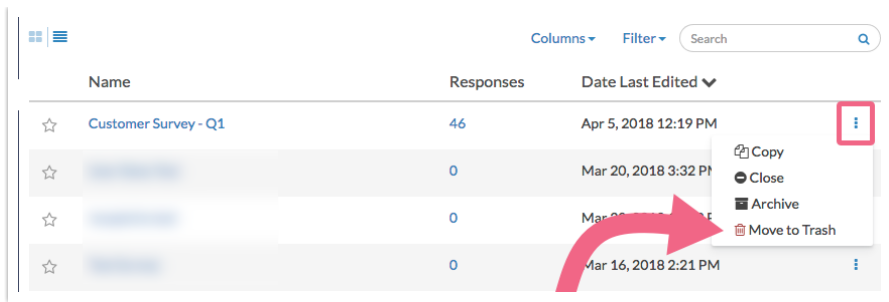 Columns Filter Search
Name Responses Date Last Edited
Customer Survey - Q1 46 Apr 5, 2018 12:19 PM
Copy
0 Mar 20, 2018 3:32 PM
Close
Archive
0 Mar
Move to Trash
0 Mar 16, 2018 2:21 PM